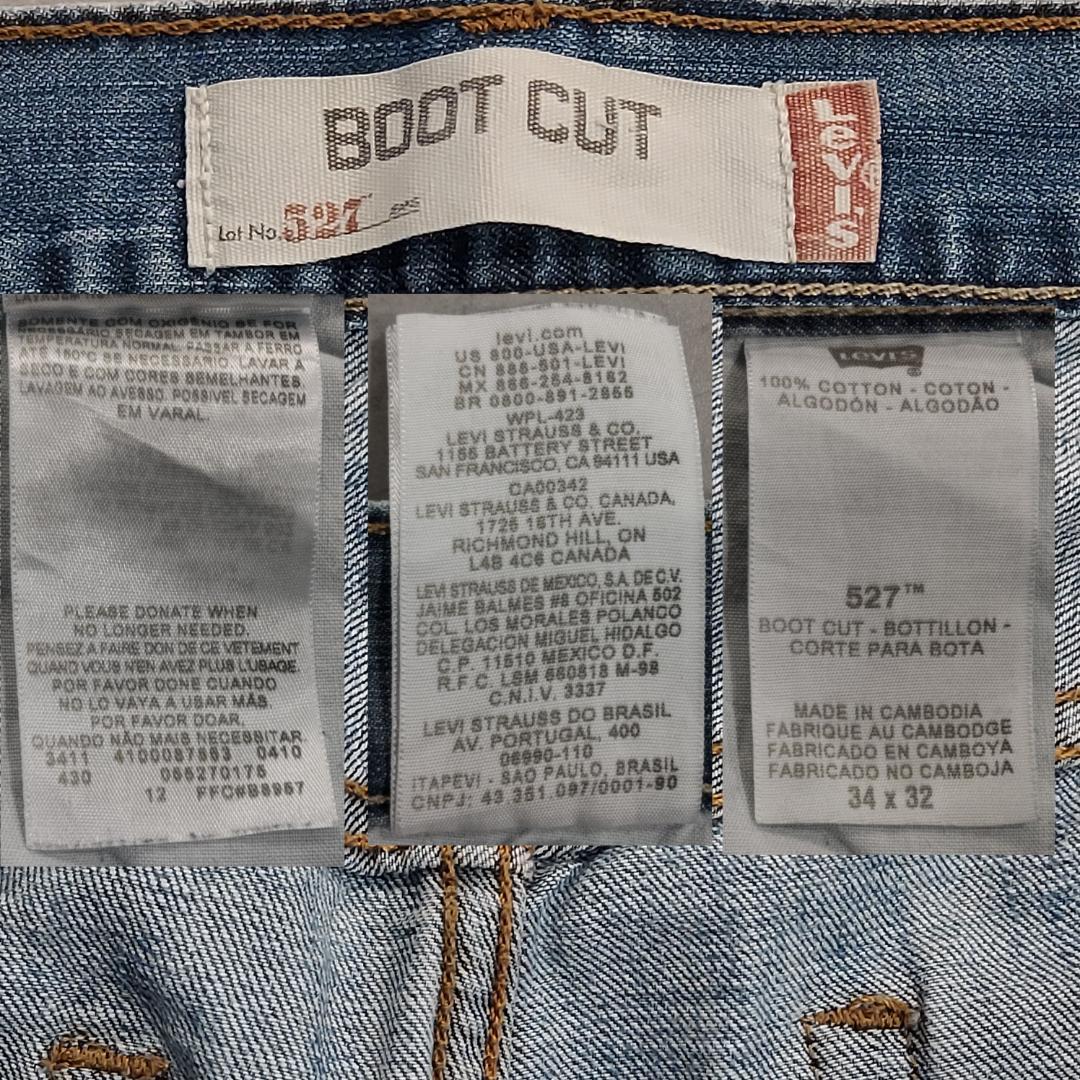 BOOT CUT
Lot No. 527
LEVI'S
®
SOMENTE COM OXIGÊNIO SE FOR
NECESSÁRIO SECAGEM EM TAMBOR EM
TEMPERATURA NORMAL. PASSAR A FERRO
ATÉ 150°C SE NECESSÁRIO. LAVAR A
SECO E COM CORES SEMELHANTES.
LAVAGEM AO AVESSO. POSSÍVEL SECAGEM
EM VARAL.
PLEASE DONATE WHEN
NO LONGER NEEDED.
PENSEZ A FAIRE DON DE CE VETEMENT
QUAND VOUS N'EN AVEZ PLUS L'USAGE.
POR FAVOR DONE CUANDO
NO LO VAYA A USAR MÁS.
POR FAVOR DOAR,
QUANDO NÃO MAIS NECESSITAR.
3411 4100087563 0410
430 055270175
12 FFC#B8967
levi.com
US 800-USA-LEVI
CN 888-501-LEVI
MX 866-254-8162
BR 0800-891-2855
WPL-423
LEVI STRAUSS & CO.
1155 BATTERY STREET
SAN FRANCISCO, CA 94111 USA
CA00342
LEVI STRAUSS & CO. CANADA,
1725 16TH AVE.
RICHMOND HILL, ON
L4B 4C6 CANADA
LEVI STRAUSS DE MEXICO, S.A. DE C.V.
JAIME BALMES #8 OFICINA 502
COL. LOS MORALES POLANCO
DELEGACION MIGUEL HIDALGO
C.P. 11510 MEXICO D.F.
R.F.C. LSM 660818 M-98
C.N.I.V. 3337
LEVI STRAUSS DO BRASIL
AV. PORTUGAL, 400
06690-110
ITAPEVI - SAO PAULO, BRASIL
CNPJ: 43.351.097/0001-90
LEVI'S
®
100% COTTON - COTON -
ALGODÓN - ALGODÃO
527™
BOOT CUT - BOTTILLON -
CORTE PARA BOTA
MADE IN CAMBODIA
FABRIQUE AU CAMBODGE
FABRICADO EN CAMBOYA
FABRICADO NO CAMBOJA
34 x 32